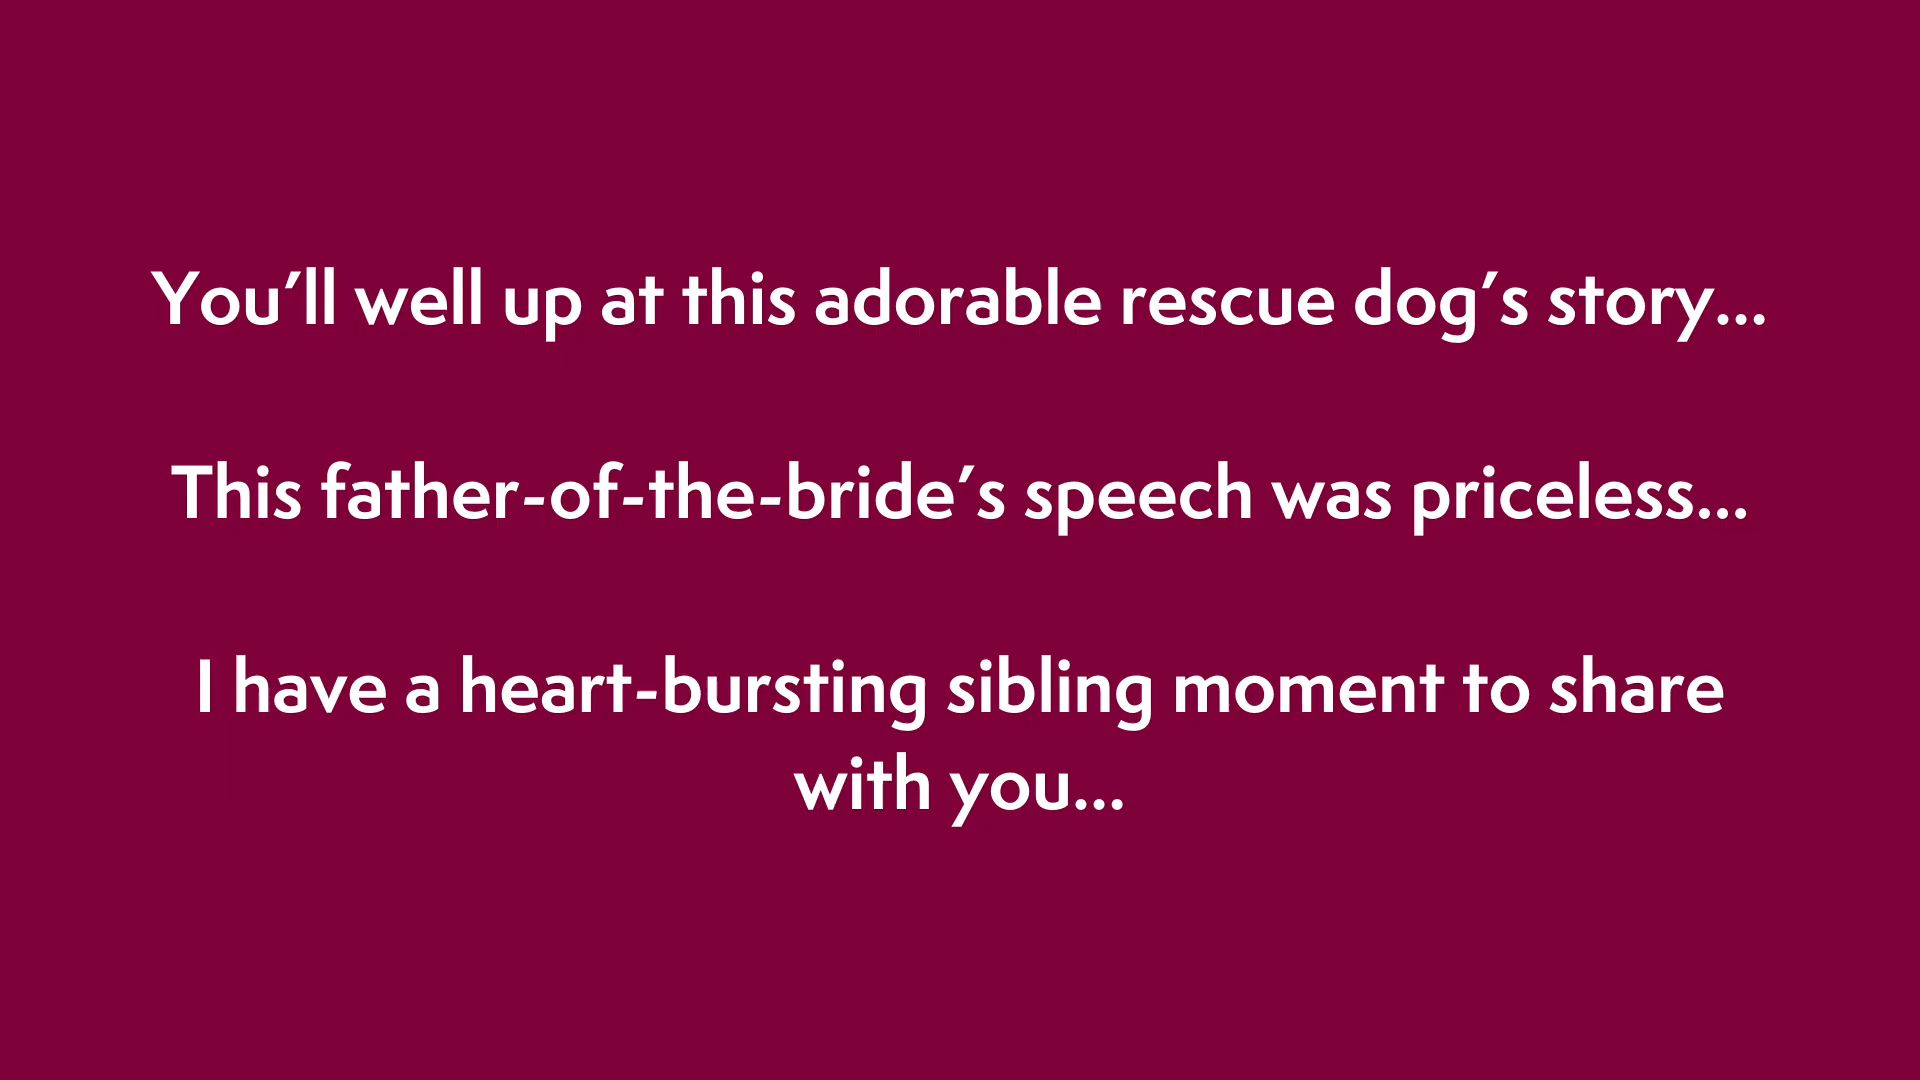 You’ll well up at this adorable rescue dog’s story...
This father-of-the-bride’s speech was priceless...
I have a heart-bursting sibling moment to share
with you...